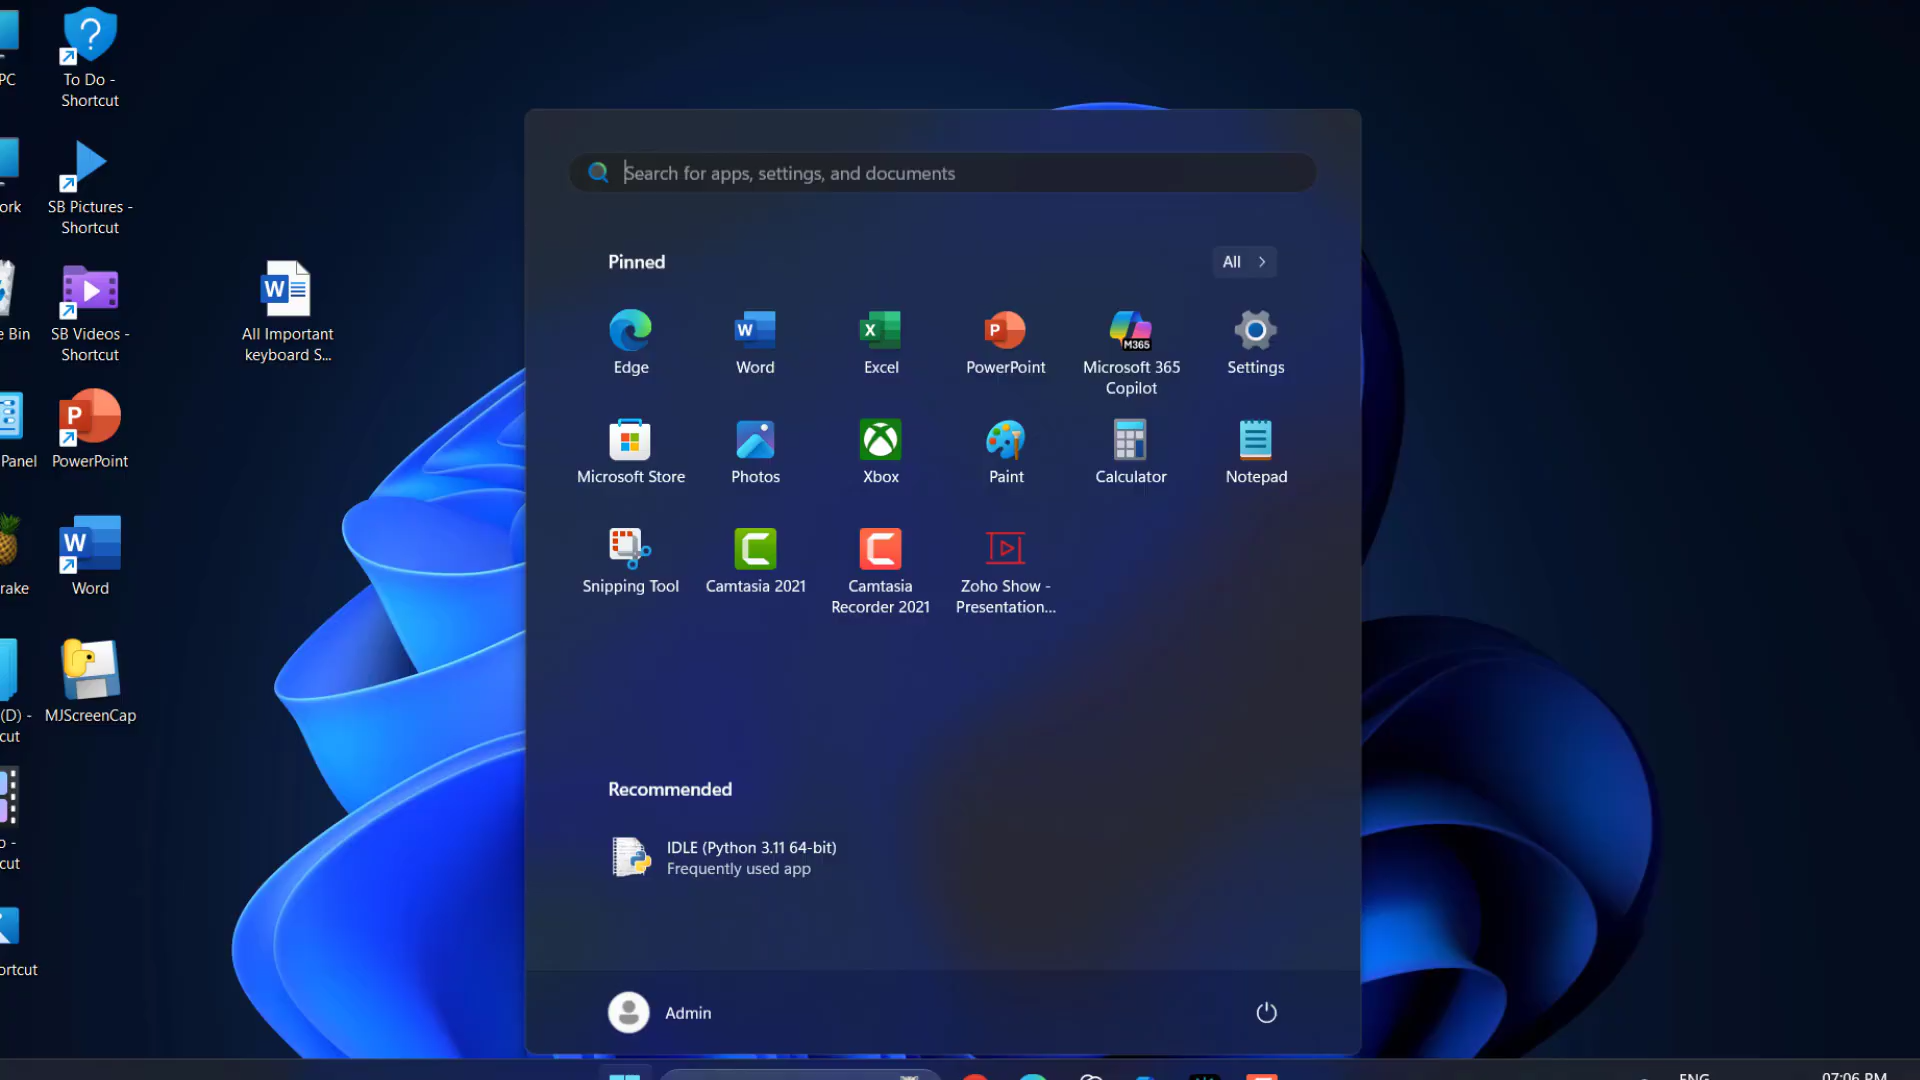 PC
To Do -
Shortcut
ork
SB Pictures -
Shortcut
e Bin
SB Videos -
Shortcut
All Important
keyboard S...
Panel
PowerPoint
rake
Word
(D) -
cut
MJScreenCap
o -
cut
ortcut
Search for apps, settings, and documents
Pinned
All
Edge
Word
Excel
PowerPoint
M365
Microsoft 365
Copilot
Settings
Microsoft Store
Photos
Xbox
Paint
Calculator
Notepad
Snipping Tool
Camtasia 2021
Camtasia
Recorder 2021
Zoho Show -
Presentation...
Recommended
IDLE (Python 3.11 64-bit)
Frequently used app
Admin
ENG
07:06 PM